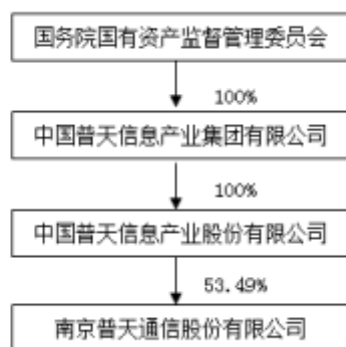 国务院国有资产监督管理委员会
100%
中国普天信息产业集团有限公司
100%
中国普天信息产业股份有限公司
53.49%
南京普天通信股份有限公司